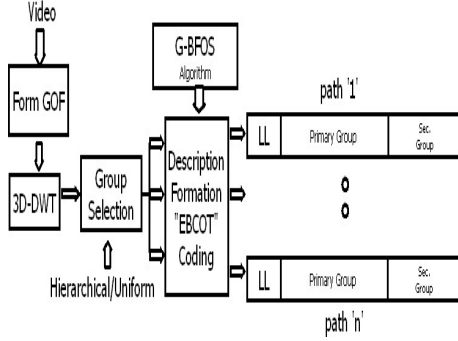 Video
Form GOF
3D-DWT
Group
Selection
Hierarchical/Uniform
G-BFOS
Algorithm
Description
Formation
"EBCOT"
Coding
path '1'
LL
Primary Group
Sec.
Group
LL
Primary Group
Sec.
Group
path 'n'